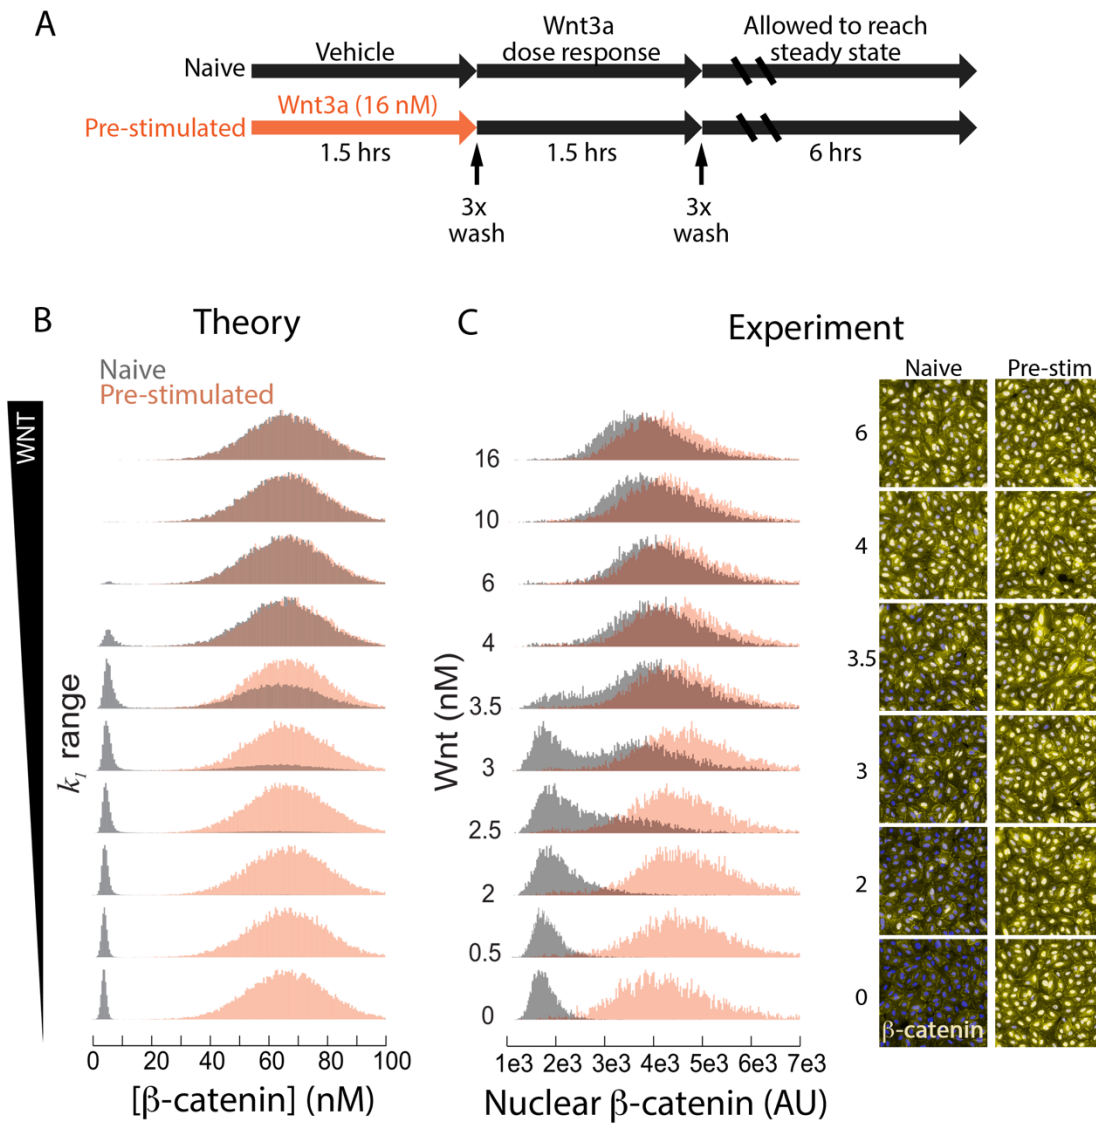 A
Naive
Vehicle
Wnt3a
dose response
Allowed to reach
steady state
Pre-stimulated
Wnt3a (16 nM)
1.5 hrs
1.5 hrs
6 hrs
3x
wash
3x
wash
B
Theory
Naive
Pre-stimulated
WNT
k₁ range
0
20
40
60
80
100
[β-catenin] (nM)
C
Experiment
Wnt (nM)
16
10
6
4
3.5
3
2.5
2
0.5
0
1e3
2e3
3e3
4e3
5e3
6e3
7e3
Nuclear β-catenin (AU)
Naive
Pre-stim
6
4
3.5
3
2
0
β-catenin